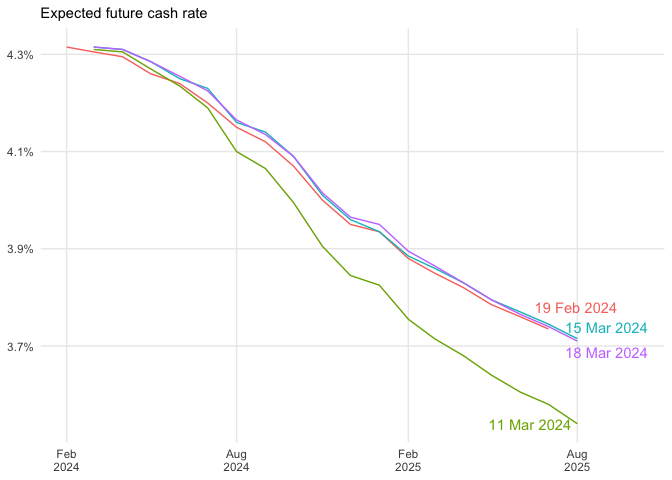 Expected future cash rate
4.3%
4.1%
3.9%
3.7%
19 Feb 2024
15 Mar 2024
18 Mar 2024
11 Mar 2024
Feb
2024
Aug
2024
Feb
2025
Aug
2025